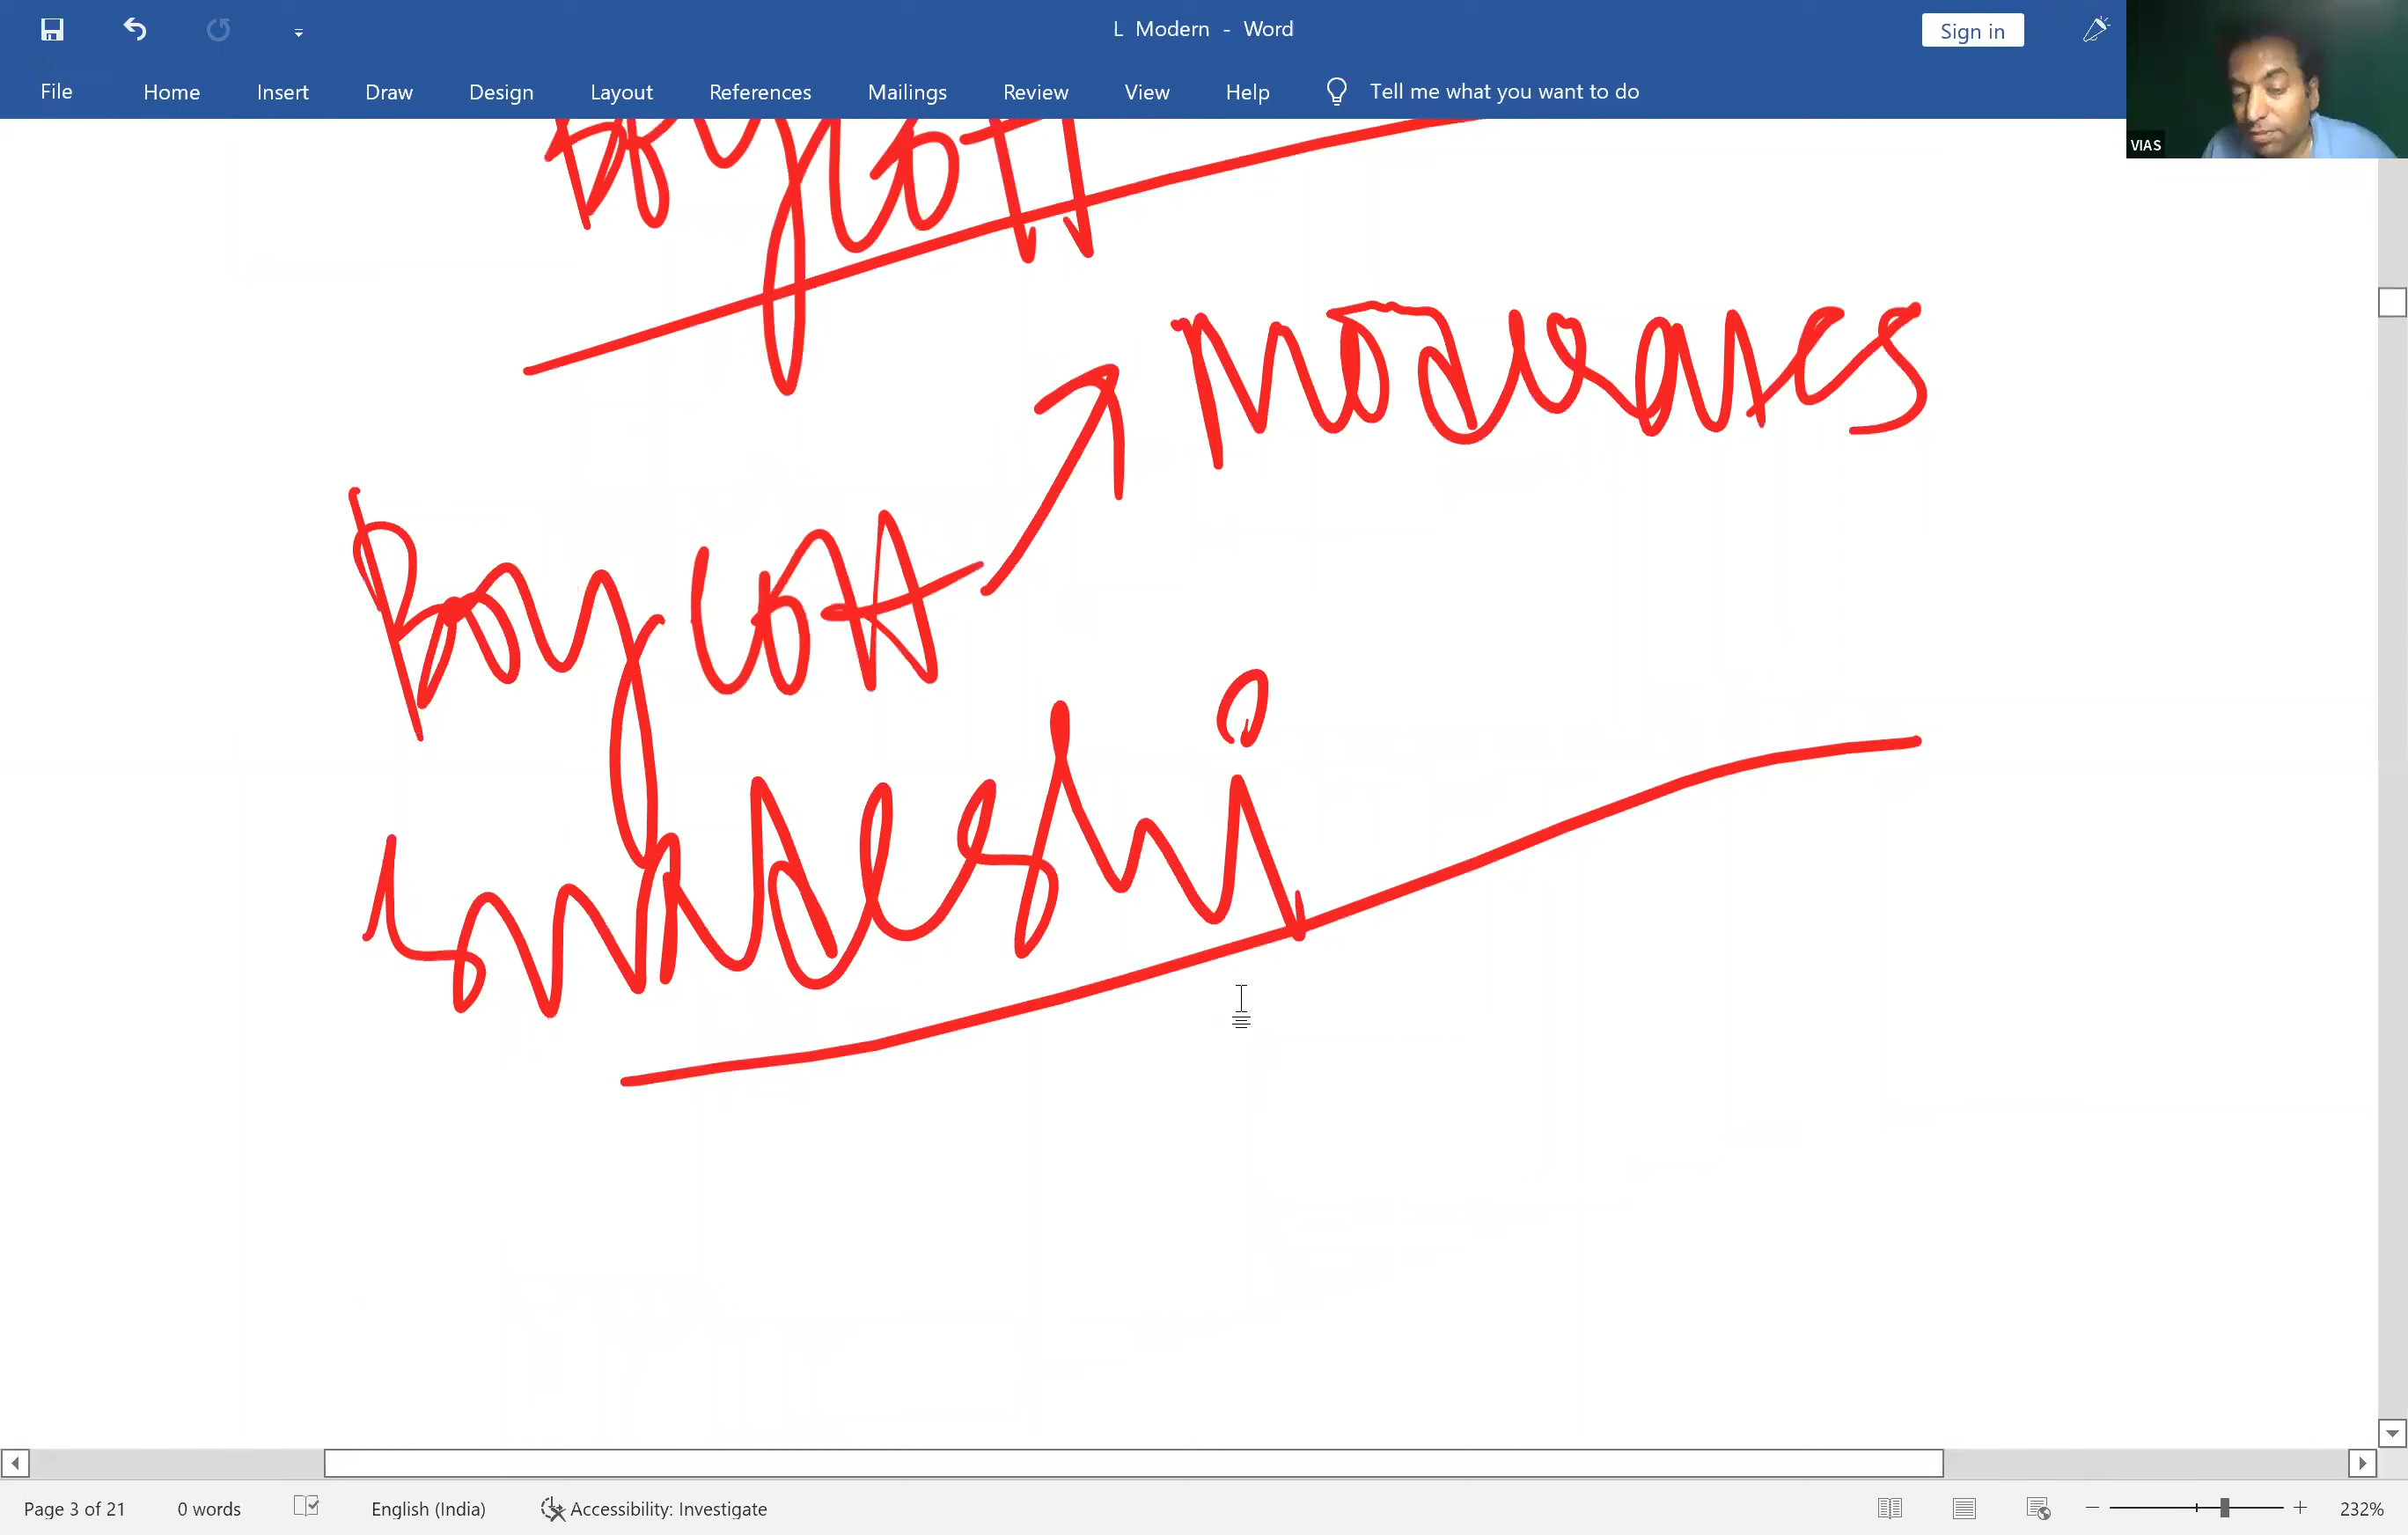 L Modern - Word
Sign in
File Home Insert Draw Design Layout References Mailings Review View Help Tell me what you want to do
VIAS
Boycott
Moderates
Boycott
Swadeshi
Page 3 of 21 0 words English (India) Accessibility: Investigate 232%